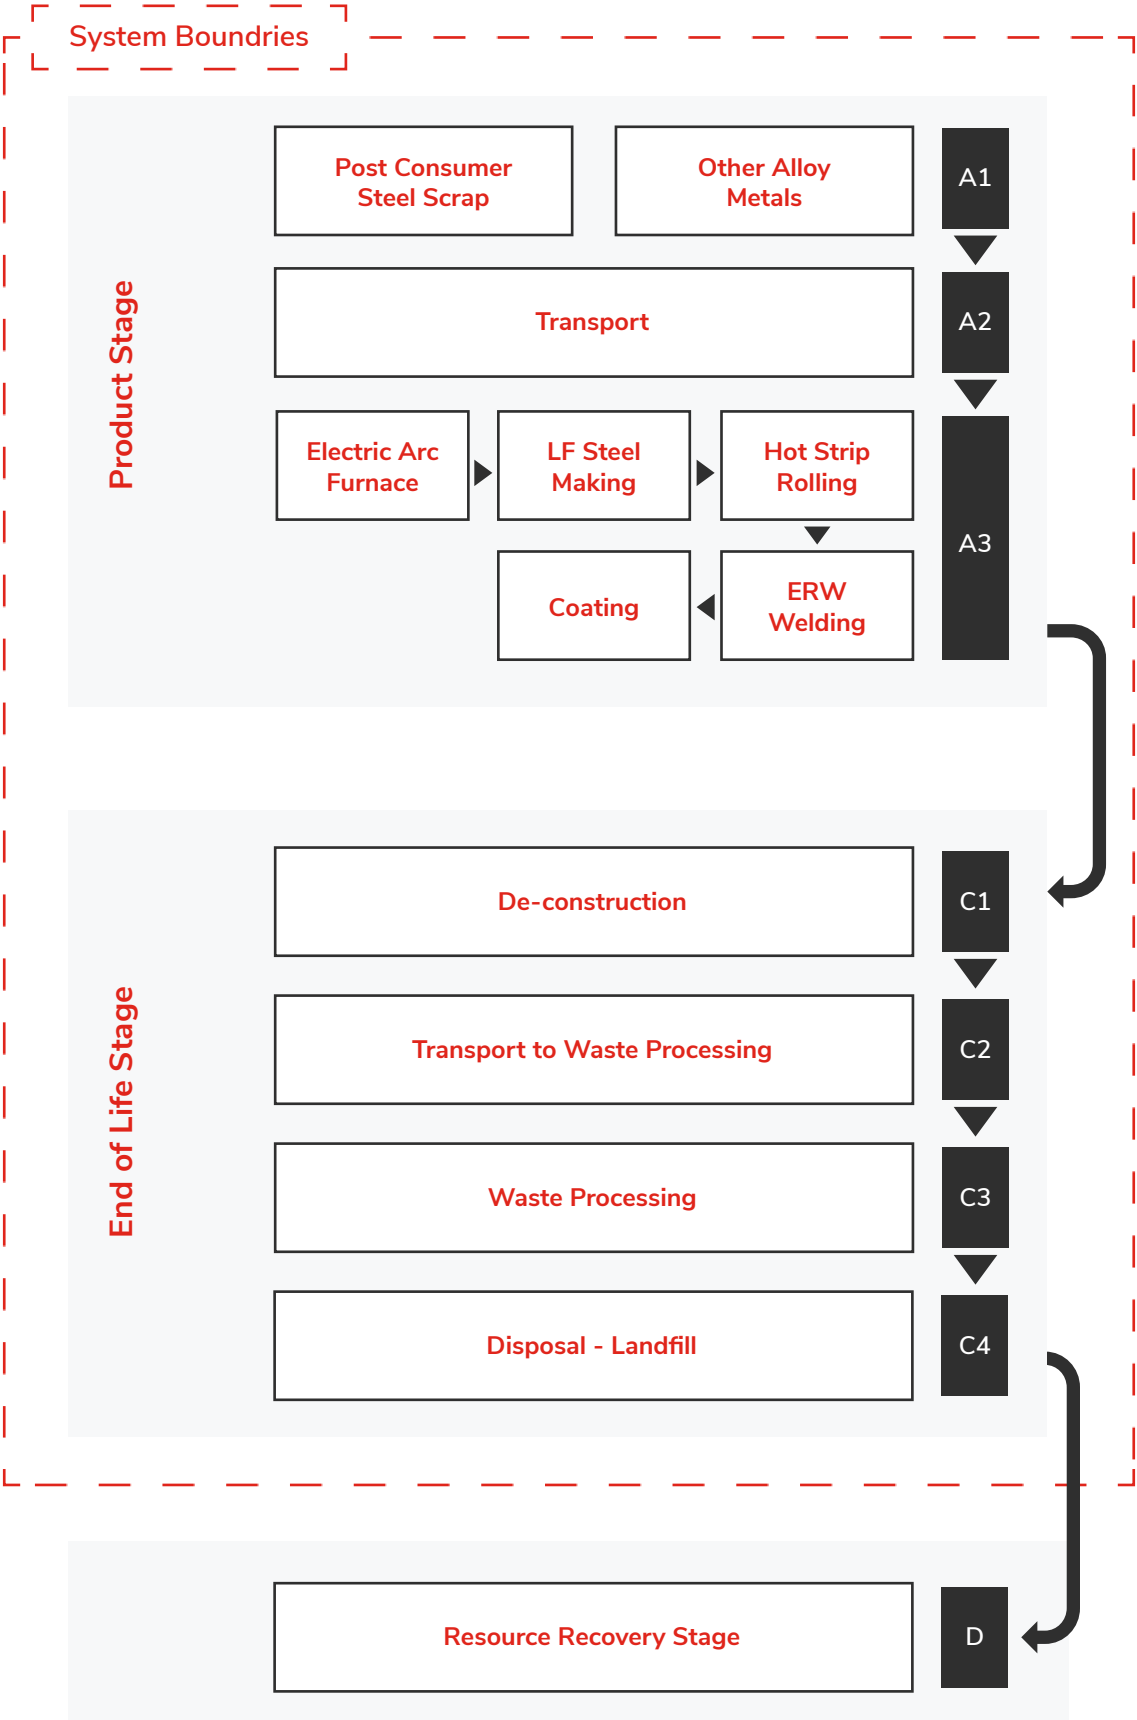 System Boundries
Product Stage
Post Consumer
Steel Scrap
Other Alloy
Metals
A1
Transport
A2
Electric Arc
Furnace
LF Steel
Making
Hot Strip
Rolling
A3
Coating
ERW
Welding
End of Life Stage
De-construction
C1
Transport to Waste Processing
C2
Waste Processing
C3
Disposal - Landfill
C4
Resource Recovery Stage
D